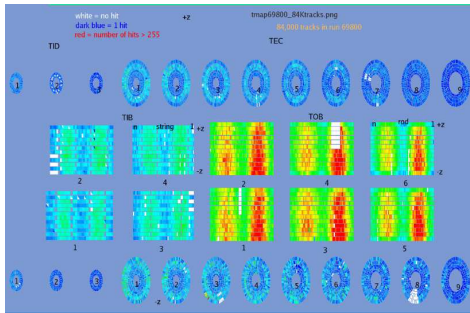 white = no hit +z tmap69800_84Ktracks.png
dark blue = 1 hit 84,000 tracks in run 69800
red = number of hits > 255
TID TEC
1 2 3 1 2 3 4 5 6 7 8 9
TIB TOB
n string 1 +z n rod 1 +z
-z -z
2 4 2 4 6
1 3 1 3 5
1 2 3 1 2 3 4 5 6 7 8 9
-z